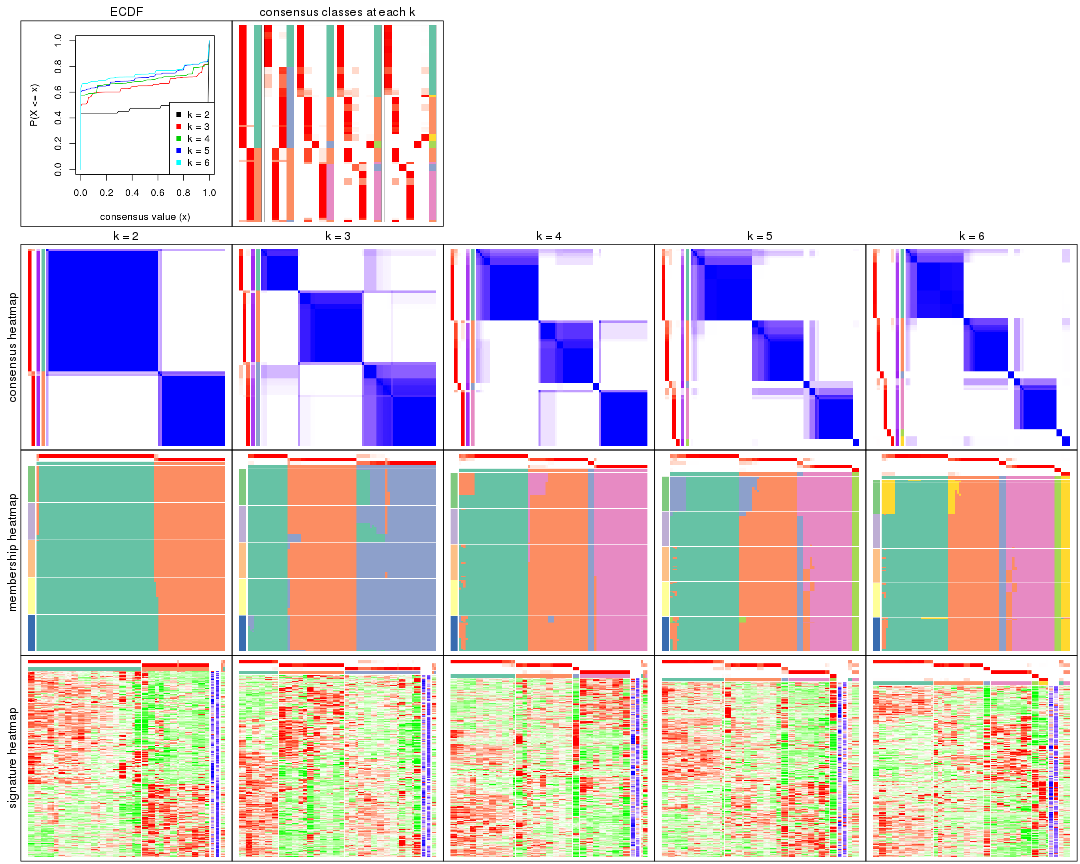 ECDF
consensus classes at each k
P(X <= x)
0.0 0.2 0.4 0.6 0.8 1.0
k = 2
k = 3
k = 4
k = 5
k = 6
0.0 0.2 0.4 0.6 0.8 1.0
consensus value (x)
k = 2
k = 3
k = 4
k = 5
k = 6
consensus heatmap
membership heatmap
signature heatmap